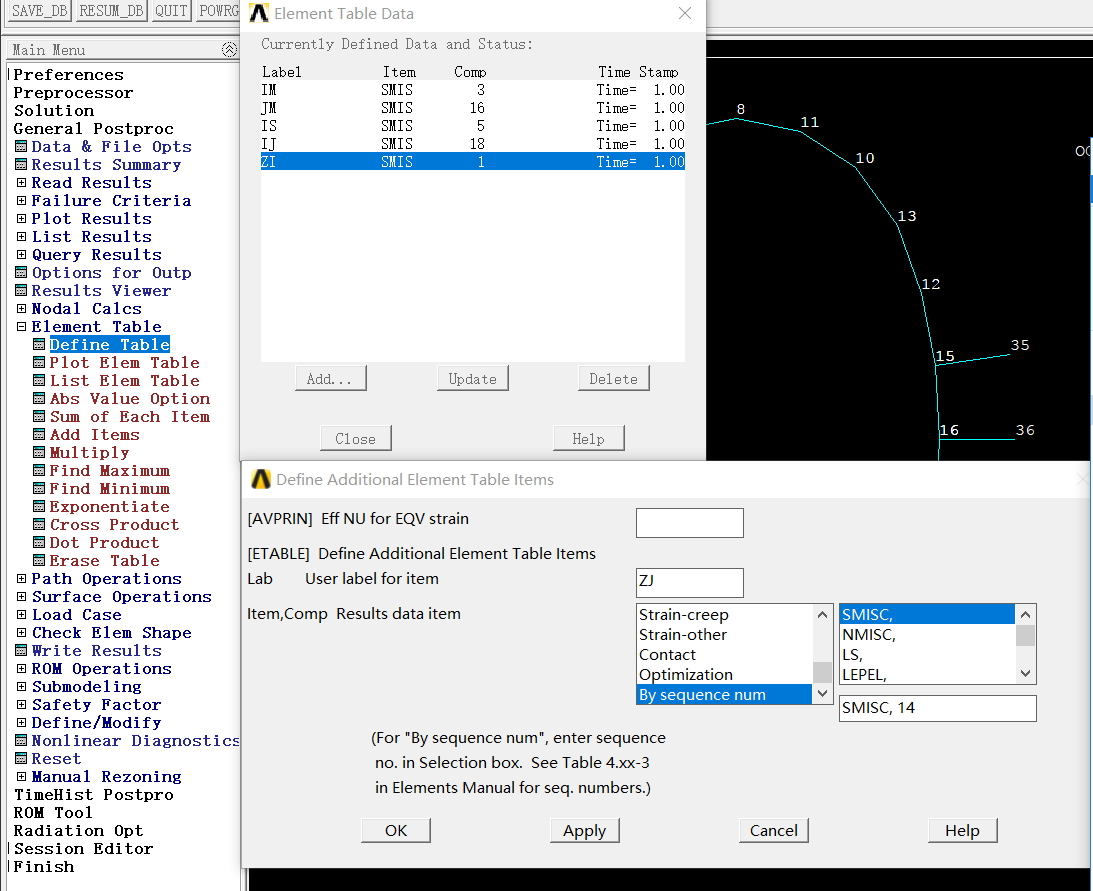 SAVE_DB RESUM_DB QUIT POWRG
Main Menu
Preferences
Preprocessor
Solution
General Postproc
Data & File Opts
Results Summary
Read Results
Failure Criteria
Plot Results
List Results
Query Results
Options for Outp
Results Viewer
Nodal Calcs
Element Table
Define Table
Plot Elem Table
List Elem Table
Abs Value Option
Sum of Each Item
Add Items
Multiply
Find Maximum
Find Minimum
Exponentiate
Cross Product
Dot Product
Erase Table
Path Operations
Surface Operations
Load Case
Check Elem Shape
Write Results
ROM Operations
Submodeling
Safety Factor
Define/Modify
Nonlinear Diagnostics
Reset
Manual Rezoning
TimeHist Postpro
ROM Tool
Radiation Opt
Session Editor
Finish
Element Table Data
Currently Defined Data and Status:
Label Item Comp Time Stamp
IM SMIS 3 Time= 1.00
JM SMIS 16 Time= 1.00
IS SMIS 5 Time= 1.00
IJ SMIS 18 Time= 1.00
ZI SMIS 1 Time= 1.00
Add... Update Delete
Close Help
8
11
10
13
12
15
35
16
36
Define Additional Element Table Items
[AVPRIN] Eff NU for EQV strain
[ETABLE] Define Additional Element Table Items
Lab User label for item ZJ
Item,Comp Results data item
Strain-creep
Strain-other
Contact
Optimization
By sequence num
SMISC,
NMISC,
LS,
LEPEL,
SMISC, 14
(For "By sequence num", enter sequence
no. in Selection box. See Table 4.xx-3
in Elements Manual for seq. numbers.)
OK Apply Cancel Help